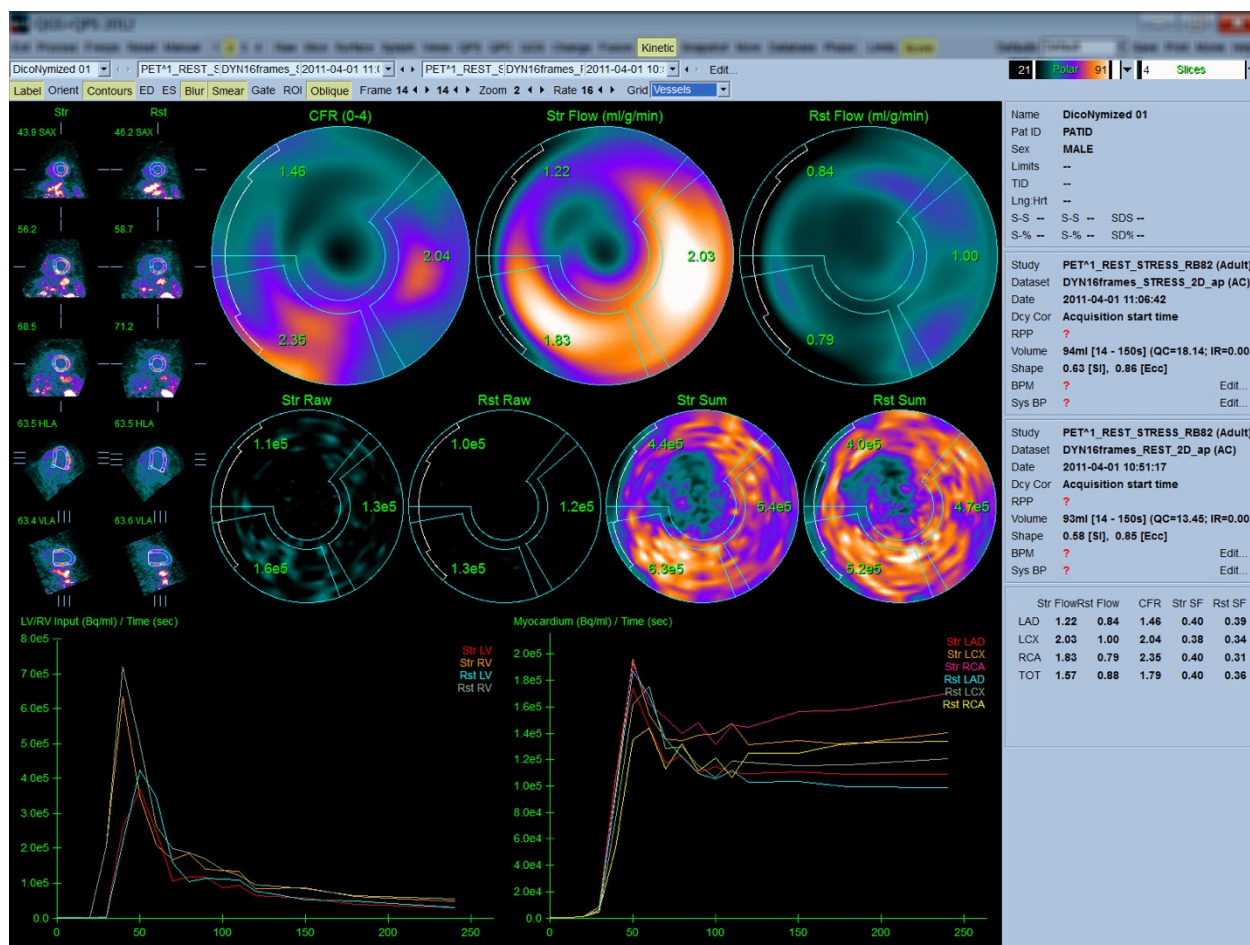 QGS+QPS 2012
Kinetic
DicoNymized 01 PET^1_REST_S DYN16frames_S 2011-04-01 11:0 PET^1_REST_S DYN16frames_F 2011-04-01 10: Edit...
21 Polar 91 4 Slices
Label Orient Contours ED ES Blur Smear Gate ROI Oblique Frame 14 14 Zoom 2 Rate 16 Grid Vessels
Str Rst
43.9 SAX 46.2 SAX
56.2 58.7
68.5 71.2
63.5 HLA 63.5 HLA
63.4 VLA 63.6 VLA
CFR (0-4) Str Flow (ml/g/min) Rst Flow (ml/g/min)
1.46 1.22 0.84
2.04 2.03 1.00
2.35 1.83 0.79
Str Raw Rst Raw Str Sum Rst Sum
1.1e5 1.0e5 4.4e5 4.0e5
1.3e5 1.2e5 5.4e5 4.7e5
1.6e5 1.3e5 6.3e5 5.2e5
LV/RV Input (Bq/ml) / Time (sec)
8.0e5
7.0e5
6.0e5
5.0e5
4.0e5
3.0e5
2.0e5
1.0e5
0.0
0 50 100 150 200 250
Str LV
Str RV
Rst LV
Rst RV
Myocardium (Bq/ml) / Time (sec)
2.0e5
1.8e5
1.6e5
1.4e5
1.2e5
1.0e5
8.0e4
6.0e4
4.0e4
2.0e4
0.0
0 50 100 150 200 250
Str LAD
Str LCX
Str RCA
Rst LAD
Rst LCX
Rst RCA
Name DicoNymized 01
Pat ID PATID
Sex MALE
Limits --
TID --
Lng:Hrt --
S-S -- S-S -- SDS --
S-% -- S-% -- SD% --
Study PET^1_REST_STRESS_RB82 (Adult)
Dataset DYN16frames_STRESS_2D_ap (AC)
Date 2011-04-01 11:06:42
Dcy Cor Acquisition start time
RPP ?
Volume 94ml [14 - 150s] (QC=18.14; IR=0.00
Shape 0.63 [SI], 0.86 [Ecc]
BPM ? Edit...
Sys BP ? Edit...
Study PET^1_REST_STRESS_RB82 (Adult)
Dataset DYN16frames_REST_2D_ap (AC)
Date 2011-04-01 10:51:17
Dcy Cor Acquisition start time
RPP ?
Volume 93ml [14 - 150s] (QC=13.45; IR=0.00
Shape 0.58 [SI], 0.85 [Ecc]
BPM ? Edit...
Sys BP ? Edit...
Str Flow Rst Flow CFR Str SF Rst SF
LAD 1.22 0.84 1.46 0.40 0.39
LCX 2.03 1.00 2.04 0.38 0.34
RCA 1.83 0.79 2.35 0.40 0.31
TOT 1.57 0.88 1.79 0.40 0.36